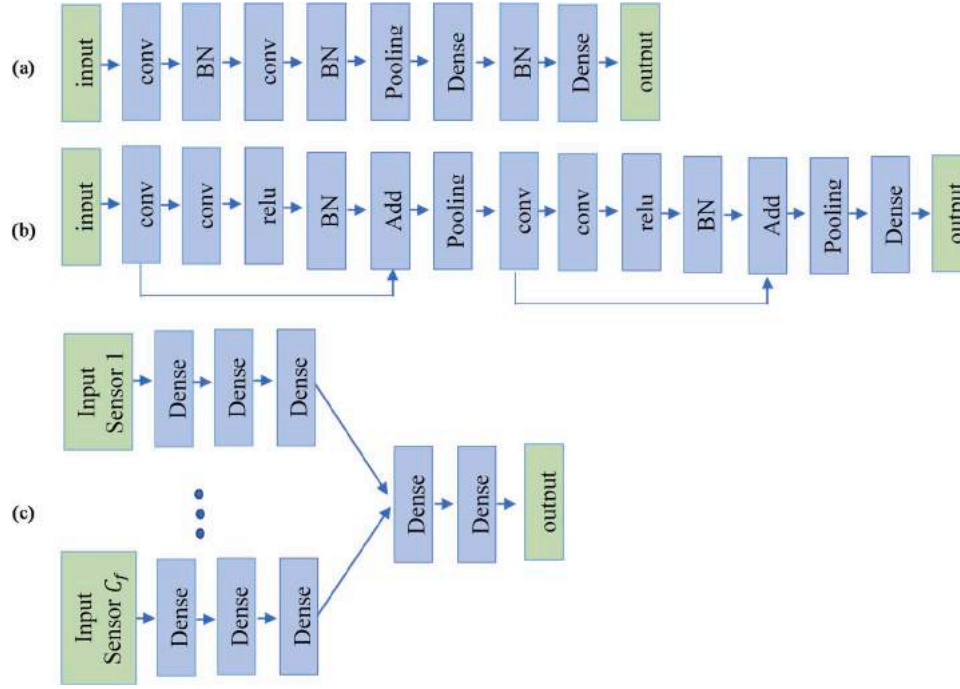 (a)
input
conv
BN
conv
BN
Pooling
Dense
BN
Dense
output
(b)
input
conv
conv
relu
BN
Add
Pooling
conv
conv
relu
BN
Add
Pooling
Dense
output
(c)
Input
Sensor 1
Dense
Dense
Dense
Input
Sensor C_f
Dense
Dense
Dense
Dense
Dense
output